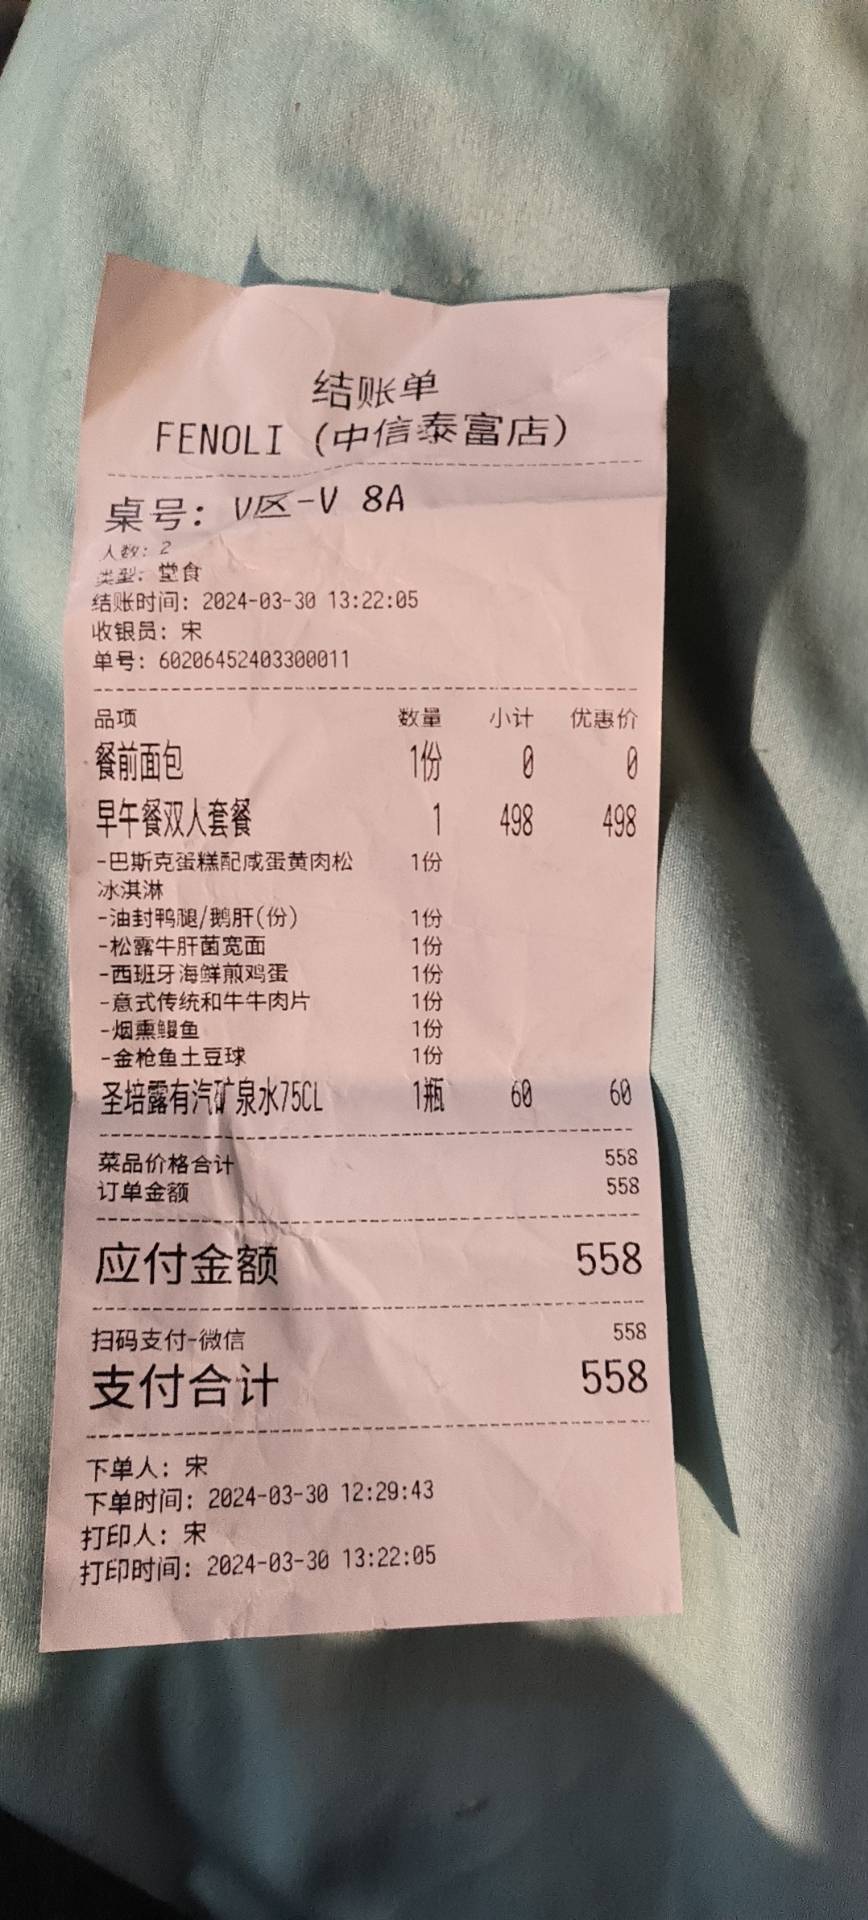 结账单
FENOLI (中信泰富店)
桌号: V区-V 8A
人数: 2
类型: 堂食
结账时间: 2024-03-30 13:22:05
收银员: 宋
单号: 60206452403300011
品项 数量 小计 优惠价
餐前面包 1份 0 0
早午餐双人套餐 1 498 498
-巴斯克蛋糕配咸蛋黄肉松 1份
冰淇淋
-油封鸭腿/鹅肝(份) 1份
-松露牛肝菌宽面 1份
-西班牙海鲜煎鸡蛋 1份
-意式传统和牛牛肉片 1份
-烟熏鳗鱼 1份
-金枪鱼土豆球 1份
圣培露有汽矿泉水75CL 1瓶 60 60
菜品价格合计 558
订单金额 558
应付金额 558
扫码支付-微信 558
支付合计 558
下单人: 宋
下单时间: 2024-03-30 12:29:43
打印人: 宋
打印时间: 2024-03-30 13:22:05